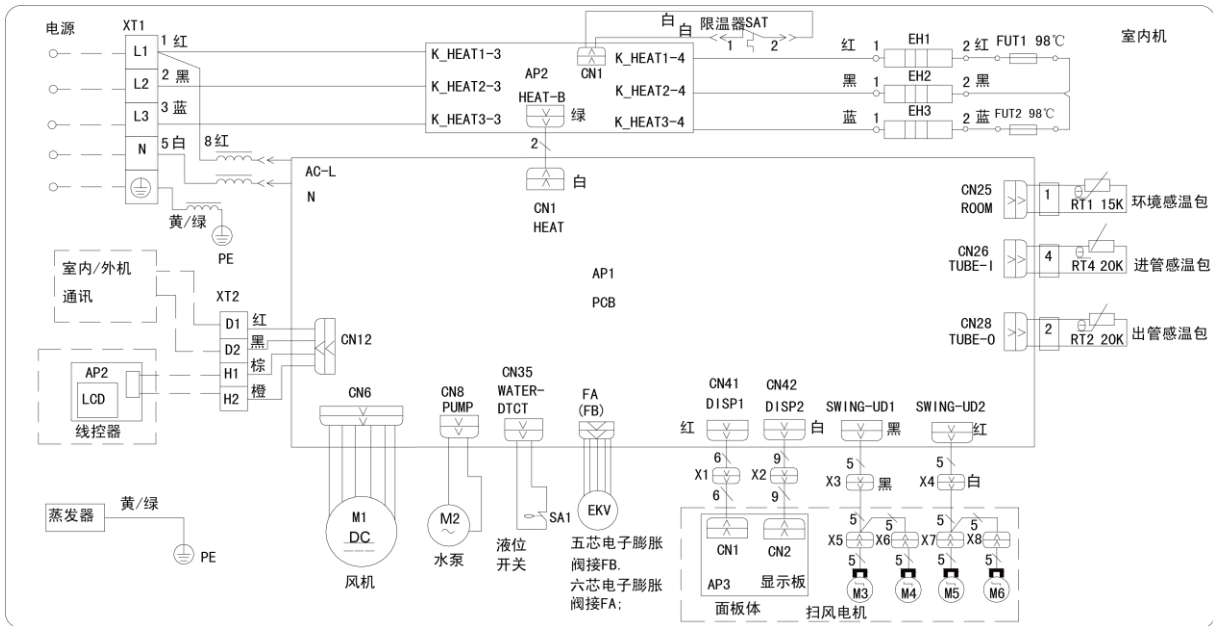 电源
XT1
室内机
L1
1 红
L2
2 黑
L3
3 蓝
N
5 白
8 红
黄/绿
PE
K_HEAT1-3
K_HEAT2-3
K_HEAT3-3
AP2
HEAT-B
绿
CN1
K_HEAT1-4
K_HEAT2-4
K_HEAT3-4
白
白
限温器SAT
1
2
红
1
EH1
2 红
FUT1 98℃
黑
1
EH2
2 黑
蓝
1
EH3
2 蓝
FUT2 98℃
2
白
CN1
HEAT
AC-L
N
AP1
PCB
CN25
ROOM
1
RT1 15K
环境感温包
CN26
TUBE-I
4
RT4 20K
进管感温包
CN28
TUBE-O
2
RT2 20K
出管感温包
室内/外机
通讯
XT2
D1
红
D2
黑
H1
棕
H2
橙
CN12
AP2
LCD
线控器
蒸发器
黄/绿
PE
CN6
M1
DC
风机
CN8
PUMP
M2
水泵
CN35
WATER-
DTCT
SA1
液位
开关
FA
(FB)
EKV
五芯电子膨胀
阀接FB.
六芯电子膨胀
阀接FA;
CN41
DISP1
红
6
X1
6
CN1
CN42
DISP2
白
9
X2
9
CN2
AP3
显示板
面板体
SWING-UD1
黑
5
X3
黑
5
5
X5
X6
5
5
M3
M4
SWING-UD2
红
5
X4
白
5
5
X7
X8
5
5
M5
M6
扫风电机